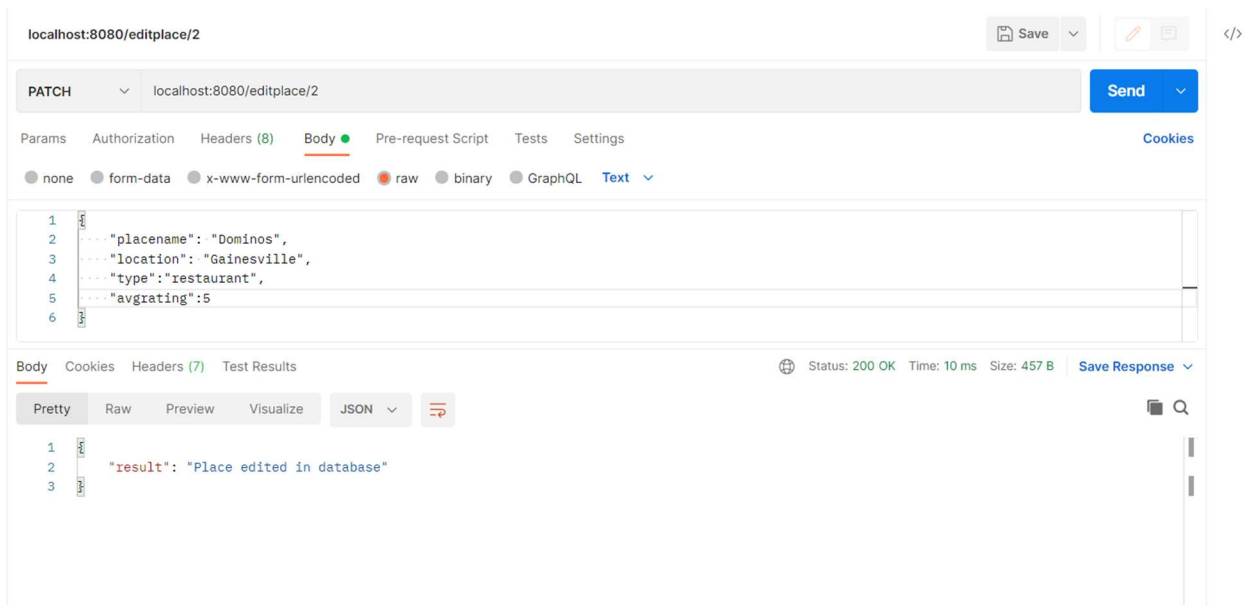 localhost:8080/editplace/2 Save </>
PATCH localhost:8080/editplace/2 Send
Params Authorization Headers (8) Body Pre-request Script Tests Settings Cookies
none form-data x-www-form-urlencoded raw binary GraphQL Text
1 {
2 "placename": "Dominos",
3 "location": "Gainesville",
4 "type":"restaurant",
5 "avgrating":5
6 }
Body Cookies Headers (7) Test Results Status: 200 OK Time: 10 ms Size: 457 B Save Response
Pretty Raw Preview Visualize JSON
1 {
2 "result": "Place edited in database"
3 }